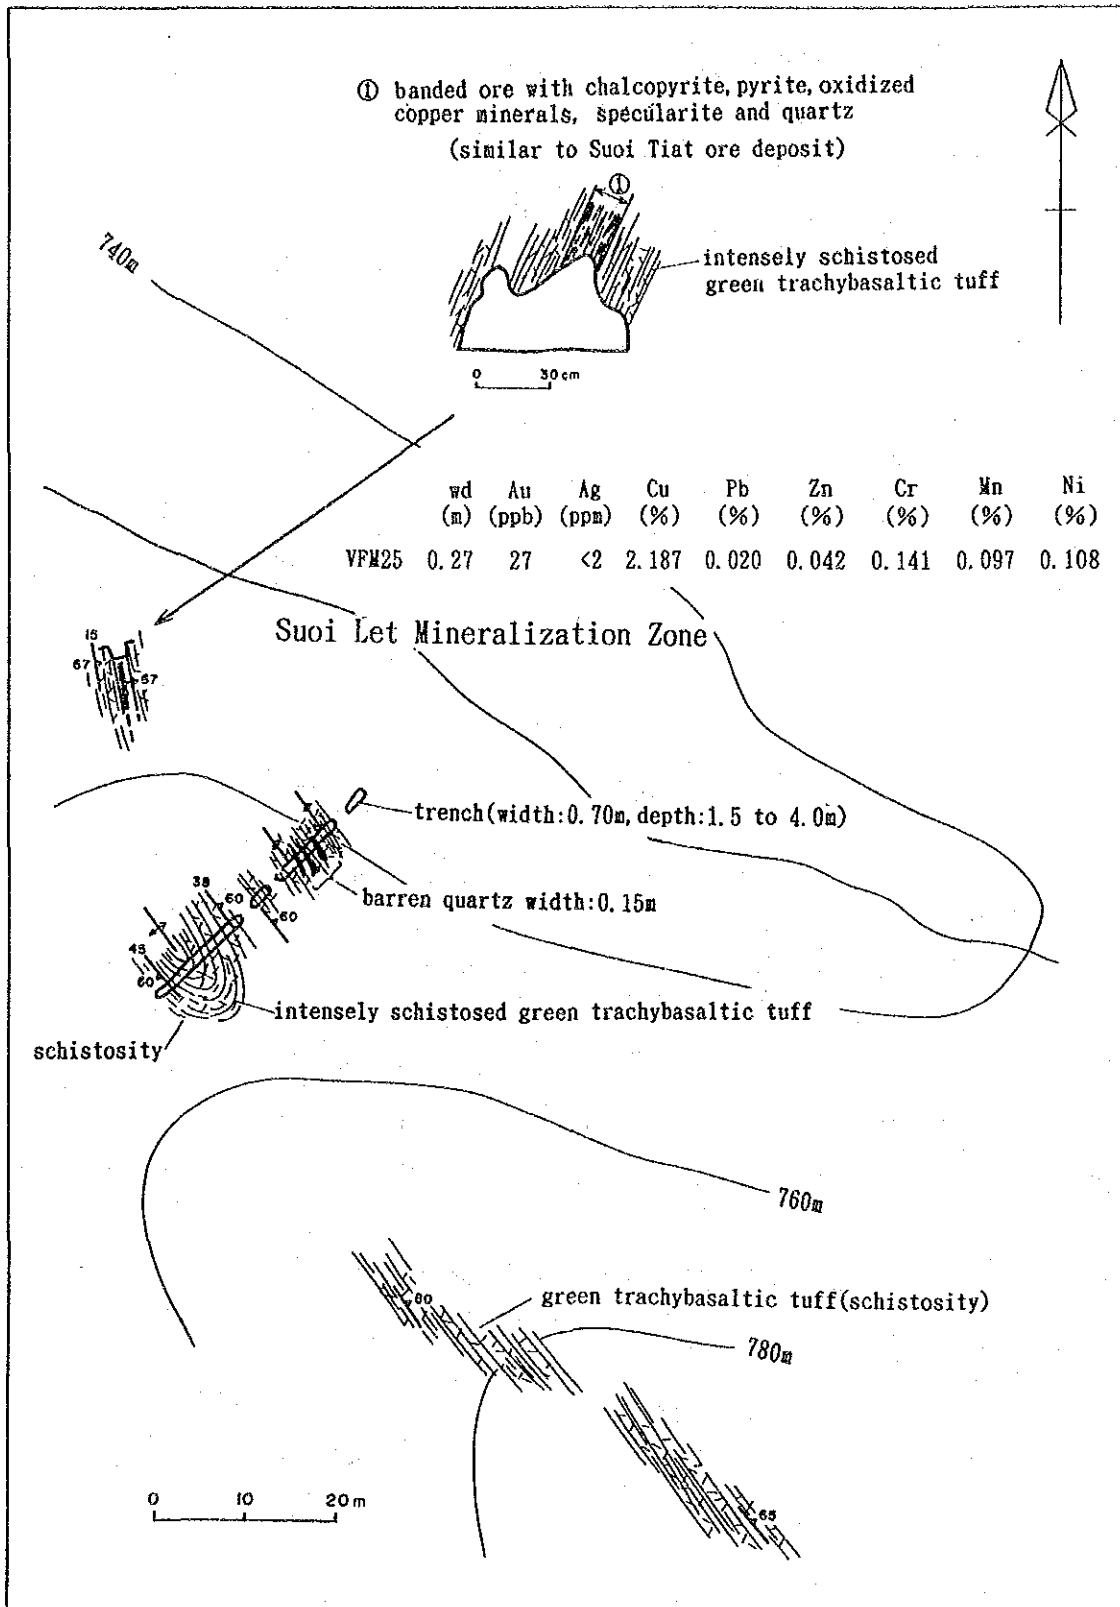 ① banded ore with chalcopyrite, pyrite, oxidized
copper minerals, specularite and quartz
(similar to Suoi Tiat ore deposit)
①
740m
intensely schistosed
green trachybasaltic tuff
0 30cm
wd Au Ag Cu Pb Zn Cr Mn Ni
(m) (ppb) (ppm) (%) (%) (%) (%) (%) (%)
VFM25 0.27 27 <2 2.187 0.020 0.042 0.141 0.097 0.108
Suoi Let Mineralization Zone
15
67
57
trench(width:0.70m, depth:1.5 to 4.0m)
38
60
barren quartz width:0.15m
60
45
60
intensely schistosed green trachybasaltic tuff
schistosity
760m
green trachybasaltic tuff(schistosity)
780m
0 10 20m
65